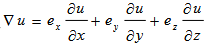 ∇ u = e_x ∂u/∂x + e_y ∂u/∂y + e_z ∂u/∂z